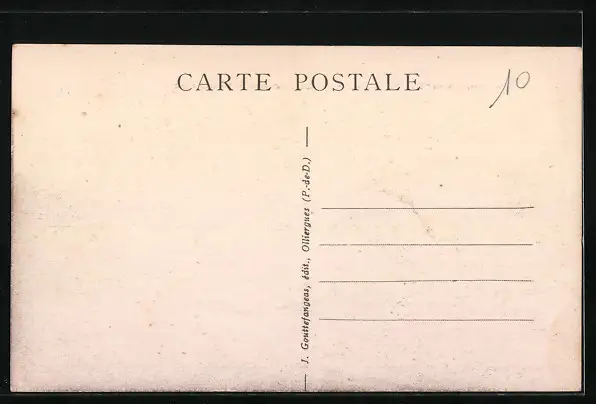 CARTE POSTALE
10
J. Gouttefangeas, édit., Olliergues (P.-de-D.)